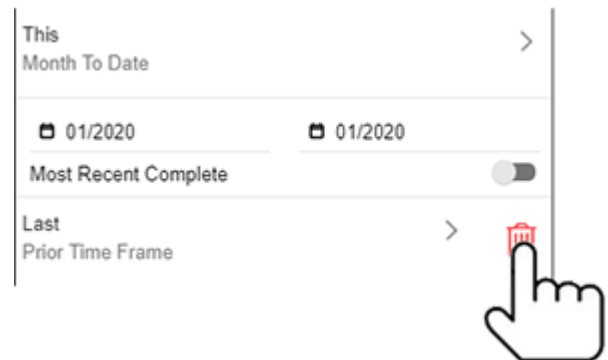 This
Month To Date
01/2020 01/2020
Most Recent Complete
Last
Prior Time Frame